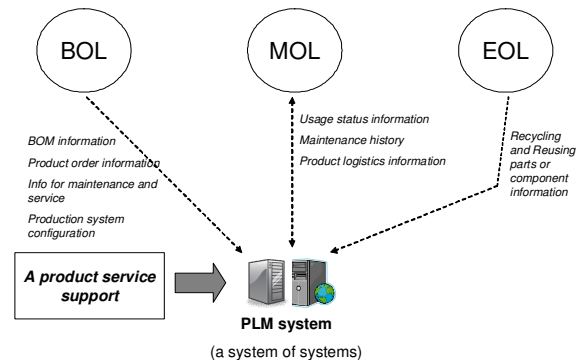 BOL
MOL
EOL
BOM information
Product order information
Info for maintenance and
service
Production system
configuration
Usage status information
Maintenance history
Product logistics information
Recycling
and Reusing
parts or
component
information
A product service
support
PLM system
(a system of systems)